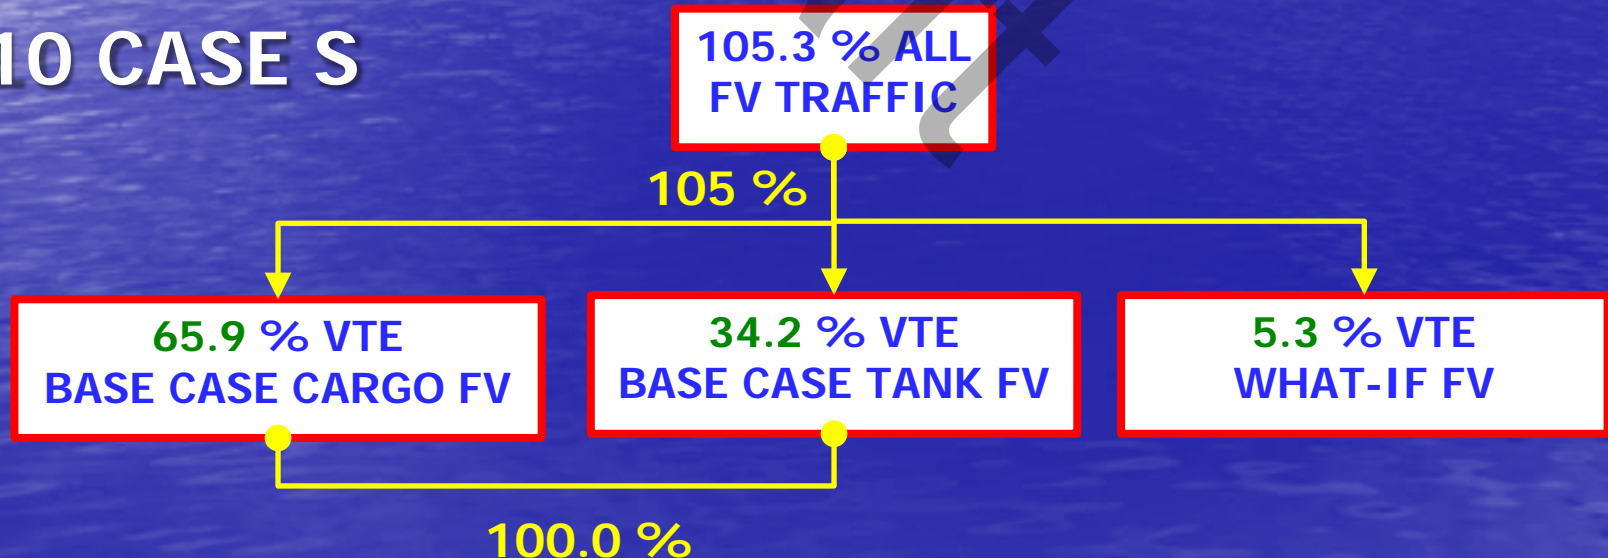 10 CASE S
105.3 % ALL
FV TRAFFIC
105 %
65.9 % VTE
BASE CASE CARGO FV
34.2 % VTE
BASE CASE TANK FV
5.3 % VTE
WHAT-IF FV
100.0 %